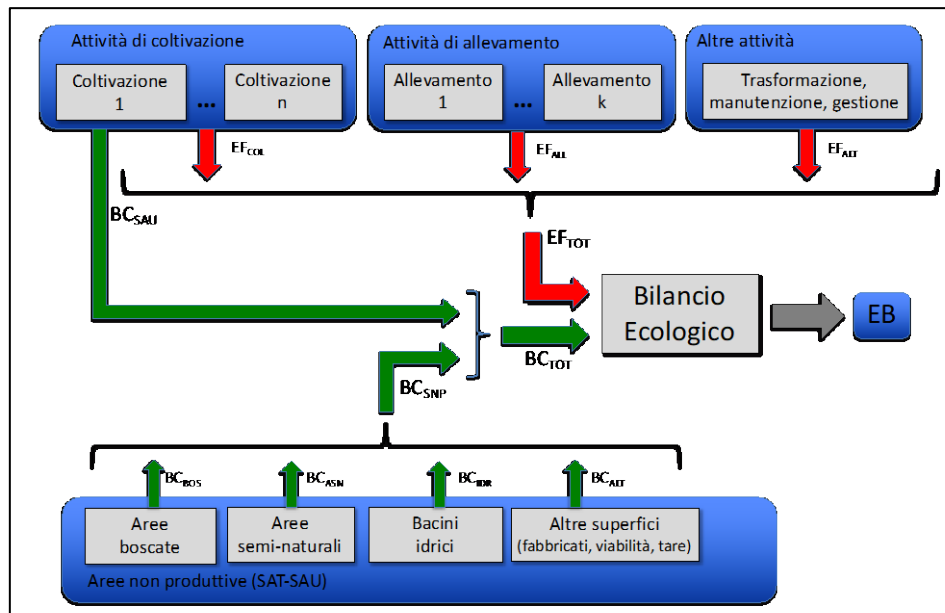 Attività di coltivazione
Coltivazione
1
...
Coltivazione
n
Attività di allevamento
Allevamento
1
...
Allevamento
k
Altre attività
Trasformazione,
manutenzione, gestione
EFCOL
EFALL
EFALT
BCSAU
EFTOT
Bilancio
Ecologico
EB
BCTOT
BCSNP
BCBOS
BCASN
BCIDR
BCALT
Aree
boscate
Aree
semi-naturali
Bacini
idrici
Altre superfici
(fabbricati, viabilità, tare)
Aree non produttive (SAT-SAU)